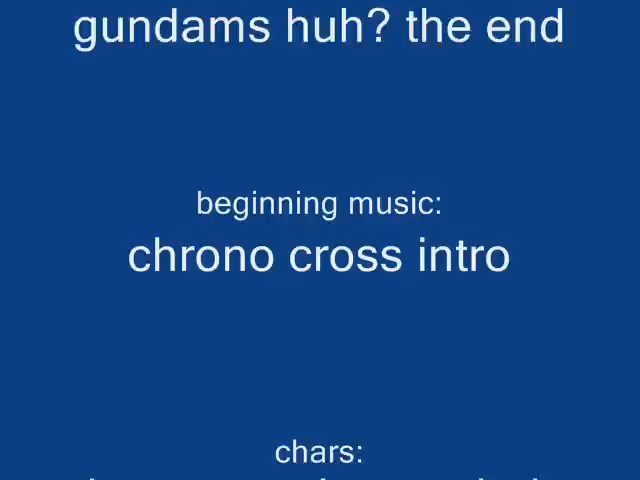 gundams huh? the end
beginning music:
chrono cross intro
chars: